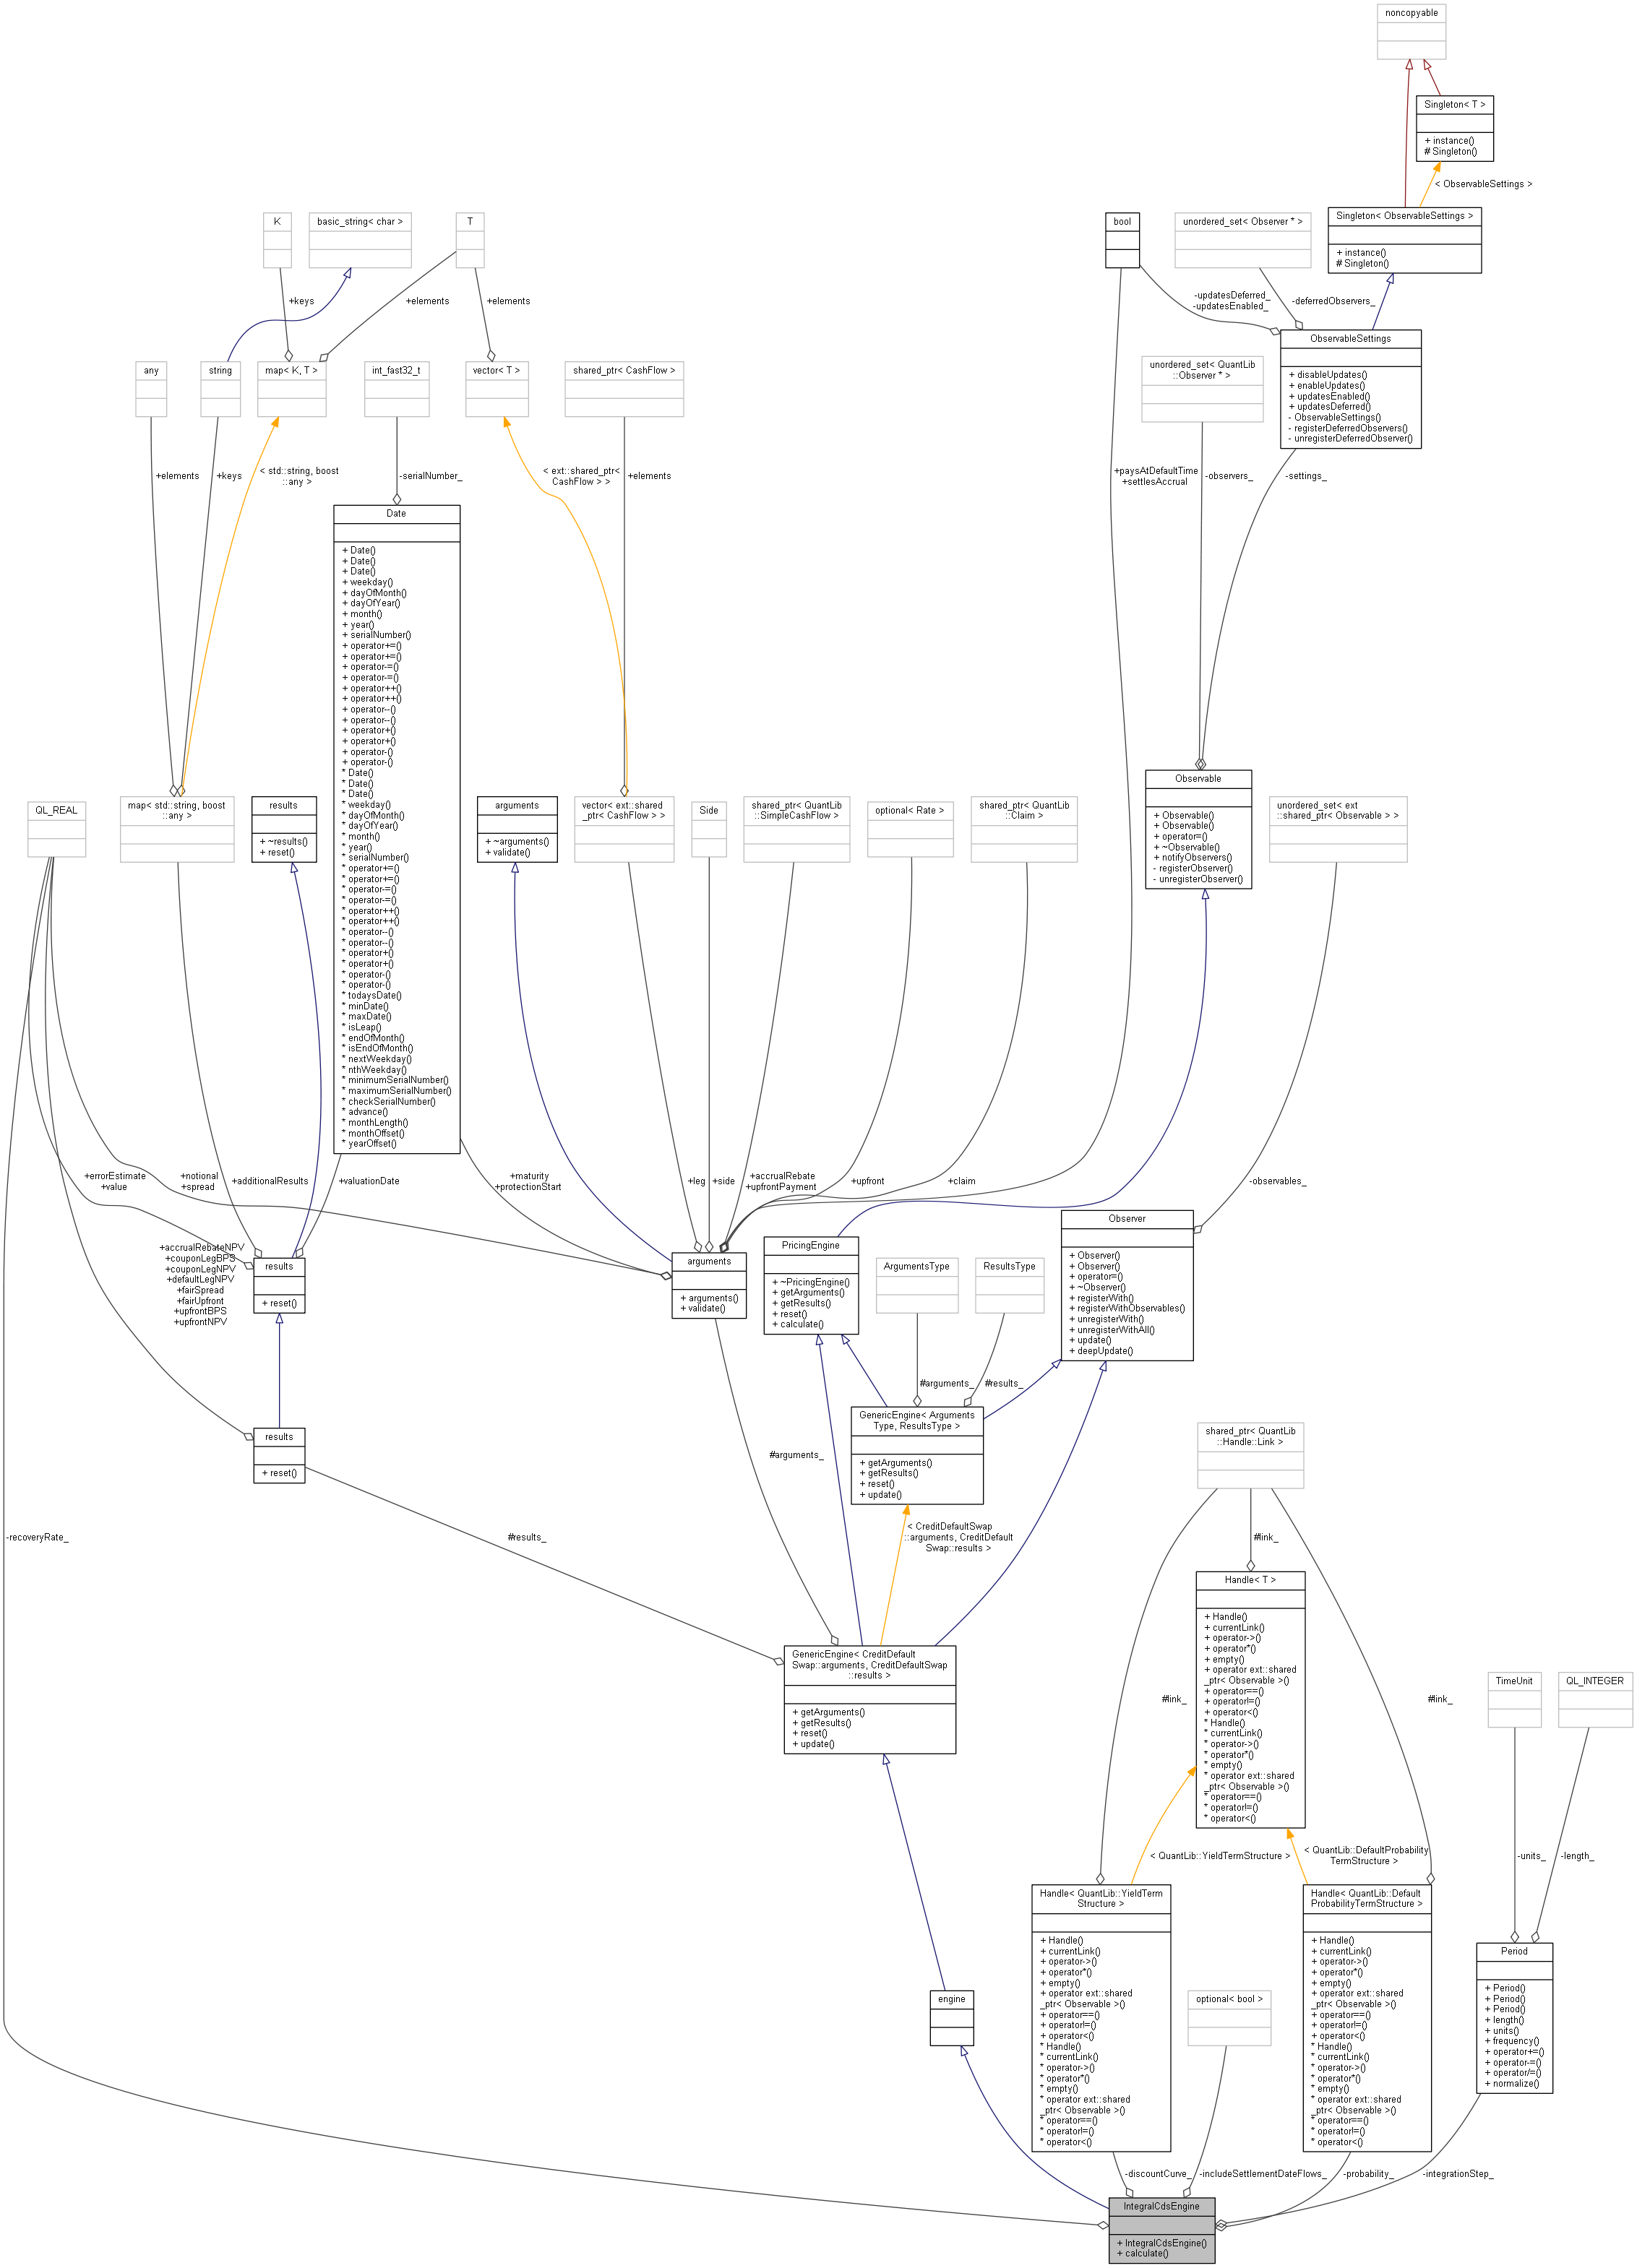 noncopyable
Singleton< T >
+ instance()
# Singleton()
< ObservableSettings >
K
basic_string< char >
T
bool
unordered_set< Observer * >
Singleton< ObservableSettings >
+ instance()
# Singleton()
+keys
+elements
+elements
-updatesDeferred_
-updatesEnabled_
-deferredObservers_
any
string
map< K, T >
int_fast32_t
vector< T >
shared_ptr< CashFlow >
unordered_set< QuantLib
::Observer * >
ObservableSettings
+ disableUpdates()
+ enableUpdates()
+ updatesEnabled()
+ updatesDeferred()
- ObservableSettings()
- registerDeferredObservers()
- unregisterDeferredObserver()
+elements
+keys
< std::string, boost
::any >
-serialNumber_
< ext::shared_ptr<
CashFlow > >
+elements
+paysAtDefaultTime
+settlesAccrual
-observers_
-settings_
Date
+ Date()
+ Date()
+ Date()
+ weekday()
+ dayOfMonth()
+ dayOfYear()
+ month()
+ year()
+ serialNumber()
+ operator+=()
+ operator+=()
+ operator-=()
+ operator-=()
+ operator++()
+ operator++()
+ operator--()
+ operator--()
+ operator+()
+ operator+()
+ operator-()
+ operator-()
* Date()
* Date()
* Date()
* weekday()
* dayOfMonth()
* dayOfYear()
* month()
* year()
* serialNumber()
* operator+=()
* operator+=()
* operator-=()
* operator-=()
* operator++()
* operator++()
* operator--()
* operator--()
* operator+()
* operator+()
* operator-()
* operator-()
* todaysDate()
* minDate()
* maxDate()
* isLeap()
* endOfMonth()
* isEndOfMonth()
* nextWeekday()
* nthWeekday()
* minimumSerialNumber()
* maximumSerialNumber()
* checkSerialNumber()
* advance()
* monthLength()
* monthOffset()
* yearOffset()
QL_REAL
map< std::string, boost
::any >
results
+ ~results()
+ reset()
arguments
+ ~arguments()
+ validate()
vector< ext::shared
_ptr< CashFlow > >
Side
shared_ptr< QuantLib
::SimpleCashFlow >
optional< Rate >
shared_ptr< QuantLib
::Claim >
Observable
+ Observable()
+ Observable()
+ operator=()
+ ~Observable()
+ notifyObservers()
- registerObserver()
- unregisterObserver()
unordered_set< ext
::shared_ptr< Observable > >
+errorEstimate
+value
+notional
+spread
+additionalResults
+valuationDate
+maturity
+protectionStart
+leg
+side
+accrualRebate
+upfrontPayment
+upfront
+claim
-observables_
+accrualRebateNPV
+couponLegBPS
+couponLegNPV
+defaultLegNPV
+fairSpread
+fairUpfront
+upfrontBPS
+upfrontNPV
results
+ reset()
arguments
+ arguments()
+ validate()
PricingEngine
+ ~PricingEngine()
+ getArguments()
+ getResults()
+ reset()
+ calculate()
ArgumentsType
ResultsType
Observer
+ Observer()
+ Observer()
+ operator=()
+ ~Observer()
+ registerWith()
+ registerWithObservables()
+ unregisterWith()
+ unregisterWithAll()
+ update()
+ deepUpdate()
#arguments_
#results_
results
+ reset()
#arguments_
GenericEngine< Arguments
Type, ResultsType >
+ getArguments()
+ getResults()
+ reset()
+ update()
shared_ptr< QuantLib
::Handle::Link >
-recoveryRate_
#results_
< CreditDefaultSwap
::arguments, CreditDefault
Swap::results >
#link_
GenericEngine< CreditDefault
Swap::arguments, CreditDefaultSwap
::results >
+ getArguments()
+ getResults()
+ reset()
+ update()
Handle< T >
+ Handle()
+ currentLink()
+ operator->()
+ operator*()
+ empty()
+ operator ext::shared
_ptr< Observable >()
+ operator==()
+ operator!=()
+ operator<()
* Handle()
* currentLink()
* operator->()
* operator*()
* empty()
* operator ext::shared
_ptr< Observable >()
* operator==()
* operator!=()
* operator<()
#link_
#link_
TimeUnit
QL_INTEGER
< QuantLib::YieldTermStructure >
< QuantLib::DefaultProbability
TermStructure >
-units_
-length_
Handle< QuantLib::YieldTerm
Structure >
+ Handle()
+ currentLink()
+ operator->()
+ operator*()
+ empty()
+ operator ext::shared
_ptr< Observable >()
+ operator==()
+ operator!=()
+ operator<()
* Handle()
* currentLink()
* operator->()
* operator*()
* empty()
* operator ext::shared
_ptr< Observable >()
* operator==()
* operator!=()
* operator<()
Handle< QuantLib::Default
ProbabilityTermStructure >
+ Handle()
+ currentLink()
+ operator->()
+ operator*()
+ empty()
+ operator ext::shared
_ptr< Observable >()
+ operator==()
+ operator!=()
+ operator<()
* Handle()
* currentLink()
* operator->()
* operator*()
* empty()
* operator ext::shared
_ptr< Observable >()
* operator==()
* operator!=()
* operator<()
Period
+ Period()
+ Period()
+ Period()
+ length()
+ units()
+ frequency()
+ operator+=()
+ operator-=()
+ operator/=()
+ normalize()
engine
optional< bool >
-discountCurve_
-includeSettlementDateFlows_
-probability_
-integrationStep_
IntegralCdsEngine
+ IntegralCdsEngine()
+ calculate()